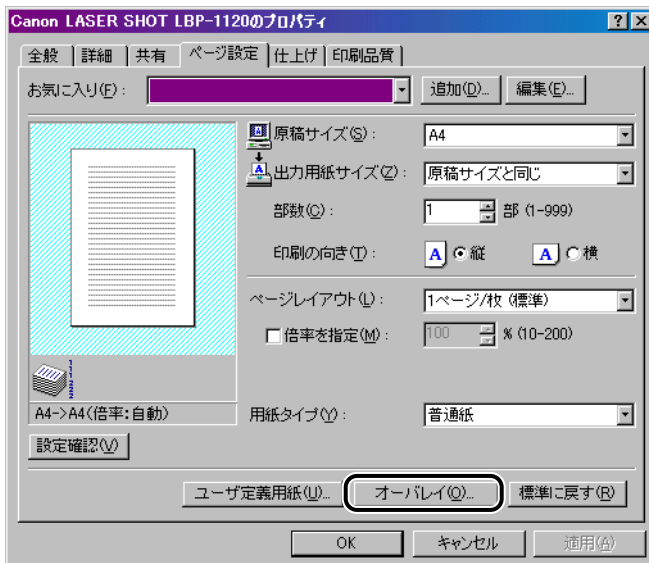 Canon LASER SHOT LBP-1120のプロパティ
全般 詳細 共有 ページ設定 仕上げ 印刷品質
お気に入り(F): 追加(D)... 編集(E)...
原稿サイズ(S): A4
出力用紙サイズ(Z): 原稿サイズと同じ
部数(C): 1 部 (1-999)
印刷の向き(T): A 縦 A 横
ページレイアウト(L): 1ページ/枚 (標準)
倍率を指定(M): 100 % (10-200)
A4->A4(倍率:自動)
用紙タイプ(Y): 普通紙
設定確認(V)
ユーザ定義用紙(U)... オーバレイ(O)... 標準に戻す(R)
OK キャンセル 適用(A)